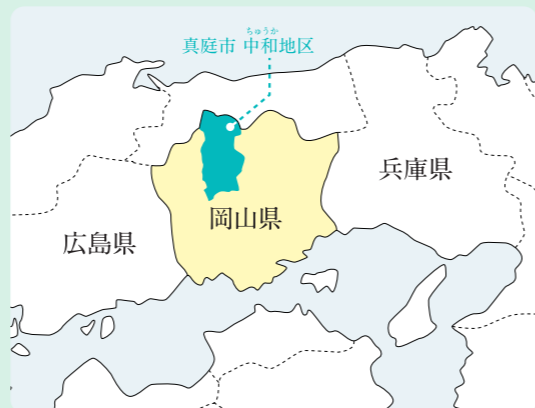 ちゅうか
真庭市 中和地区
兵庫県
岡山県
広島県